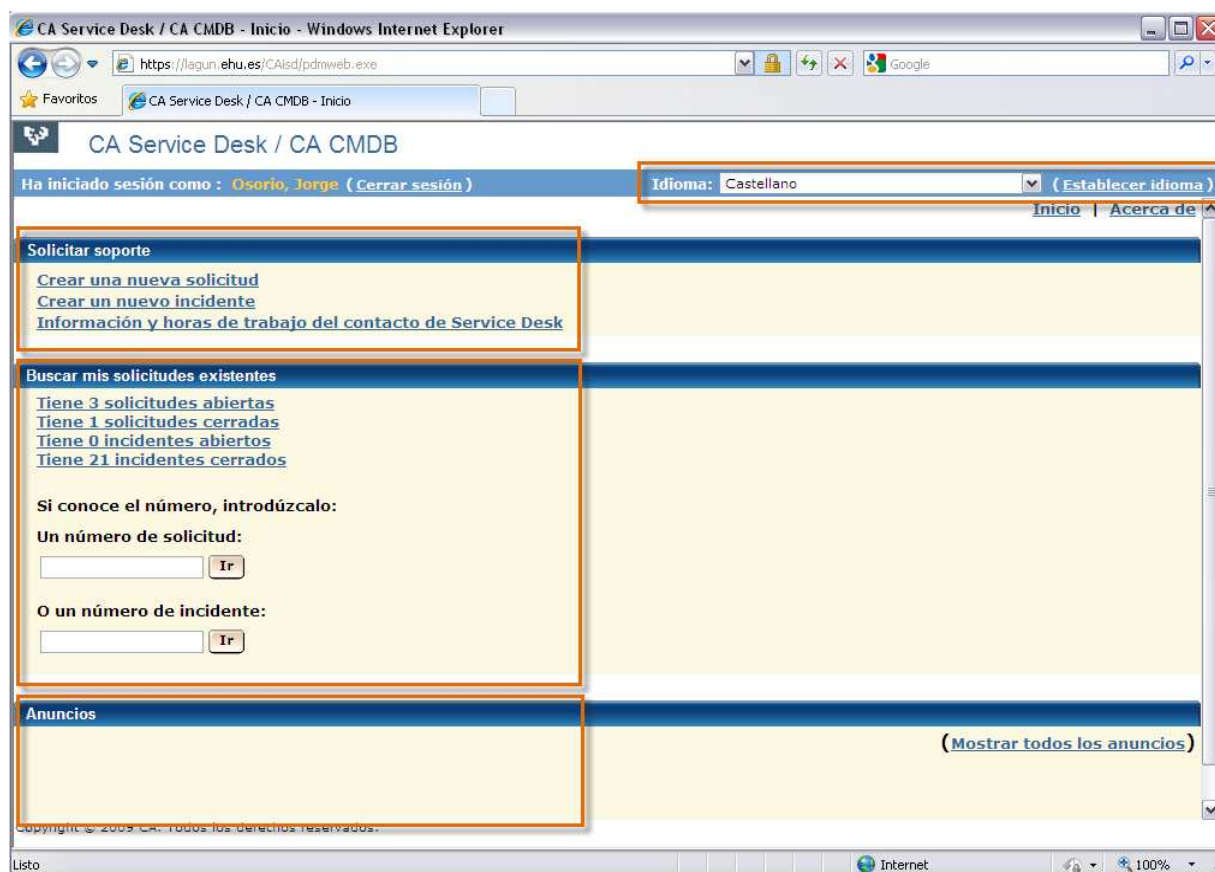 CA Service Desk / CA CMDB - Inicio - Windows Internet Explorer
https://lagun.ehu.es/CAisd/pdmweb.exe
Google
Favoritos
CA Service Desk / CA CMDB - Inicio
CA Service Desk / CA CMDB
Ha iniciado sesión como : Osorio, Jorge ( Cerrar sesión ) Idioma: Castellano ( Establecer idioma )
Inicio | Acerca de
Solicitar soporte
Crear una nueva solicitud
Crear un nuevo incidente
Información y horas de trabajo del contacto de Service Desk
Buscar mis solicitudes existentes
Tiene 3 solicitudes abiertas
Tiene 1 solicitudes cerradas
Tiene 0 incidentes abiertos
Tiene 21 incidentes cerrados
Si conoce el número, introdúzcalo:
Un número de solicitud:
Ir
O un número de incidente:
Ir
Anuncios
(Mostrar todos los anuncios)
Copyright © 2009 CA. Todos los derechos reservados.
Listo
Internet
100%